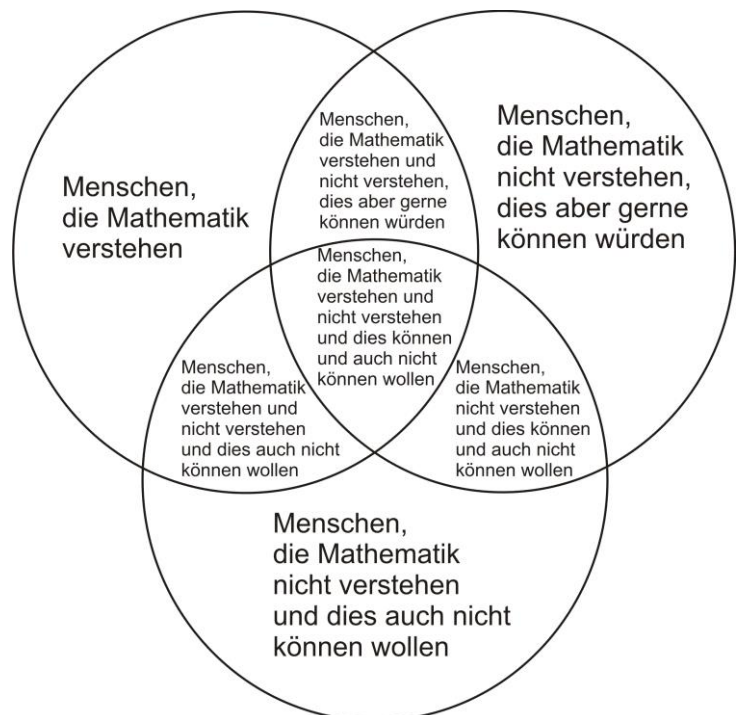 Menschen,
die Mathematik
verstehen
Menschen,
die Mathematik
verstehen und
nicht verstehen,
dies aber gerne
können würden
Menschen,
die Mathematik
nicht verstehen,
dies aber gerne
können würden
Menschen,
die Mathematik
verstehen und
nicht verstehen
und dies können
und auch nicht
können wollen
Menschen,
die Mathematik
verstehen und
nicht verstehen
und dies auch nicht
können wollen
Menschen,
die Mathematik
nicht verstehen
und dies können
und auch nicht
können wollen
Menschen,
die Mathematik
nicht verstehen
und dies auch nicht
können wollen